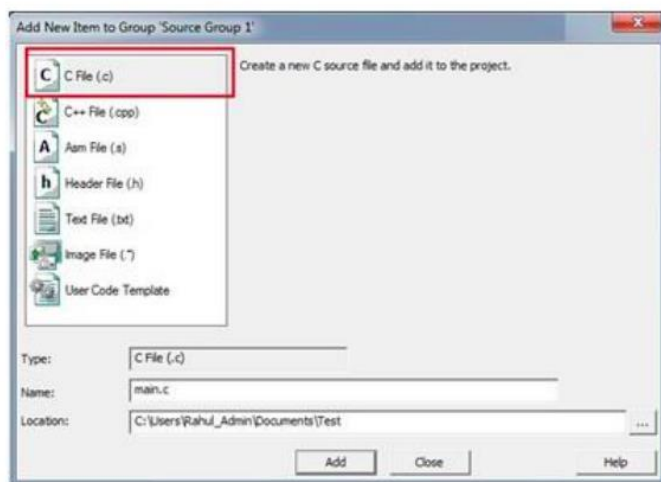 Add New Item to Group 'Source Group 1'
C C File (.c)
Create a new C source file and add it to the project.
C C++ File (.cpp)
A Asm File (.s)
h Header File (.h)
Text File (.txt)
Image File (.*)
User Code Template
Type: C File (.c)
Name: main.c
Location: C:\Users\Rahul_Admin\Documents\Test ...
Add Close Help